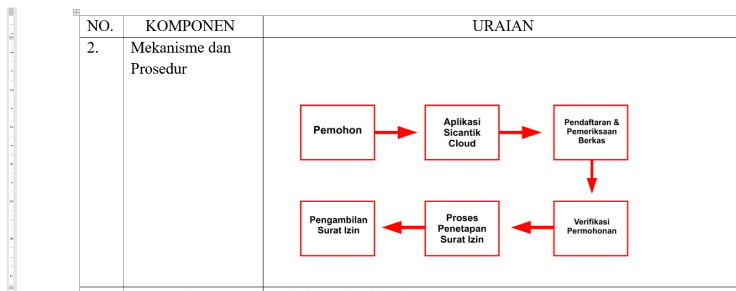 NO. KOMPONEN URAIAN
2. Mekanisme dan
Prosedur
Pemohon
Aplikasi
Sicantik
Cloud
Pendaftaran &
Pemeriksaan
Berkas
Pengambilan
Surat Izin
Proses
Penetapan
Surat Izin
Verifikasi
Permohonan